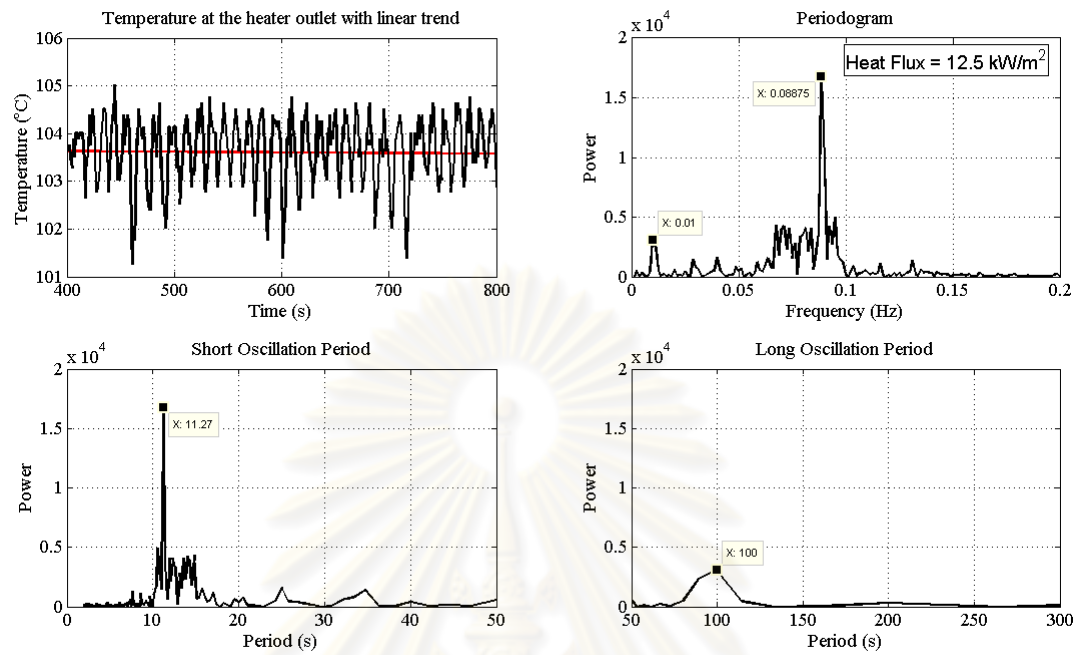 Temperature at the heater outlet with linear trend
106
105
104
103
102
101
400
500
600
700
800
Temperature (°C)
Time (s)
Periodogram
x 10^4
2
1.5
1
0.5
0
Heat Flux = 12.5 kW/m²
X: 0.08875
X: 0.01
0
0.05
0.1
0.15
0.2
Power
Frequency (Hz)
Short Oscillation Period
x 10^4
2
1.5
1
0.5
0
X: 11.27
0
10
20
30
40
50
Power
Period (s)
Long Oscillation Period
x 10^4
2
1.5
1
0.5
0
X: 100
50
100
150
200
250
300
Power
Period (s)